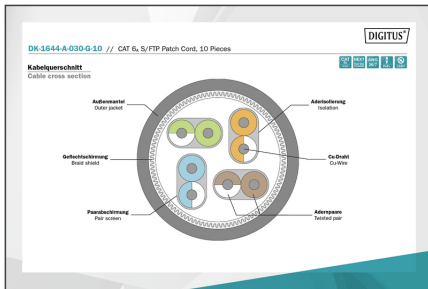 DIGITUS
DK-1644-A-030-G-10 // CAT 6A S/FTP Patch Cord, 10 Pieces
Kabelquerschnitt
Cable cross section
Außenmantel
Outer jacket
Aderisolierung
Isolation
Geflechtschirmung
Braid shield
Cu-Draht
Cu-Wire
Paarabschirmung
Pair screen
Adernpaare
Twisted pair